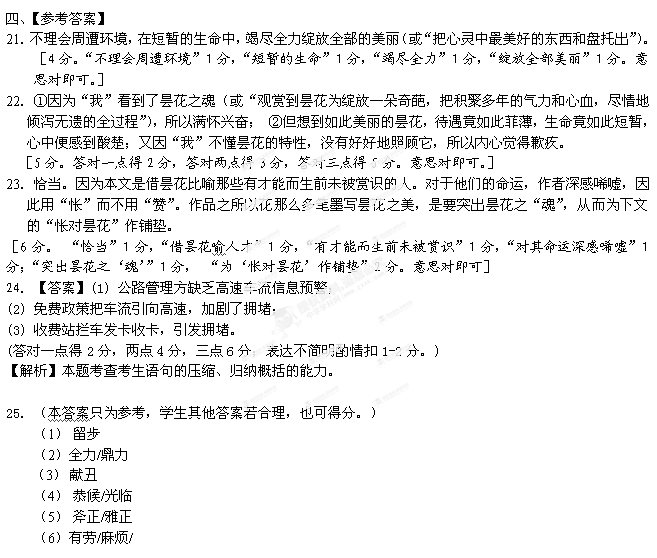 四、【参考答案】
21．不理会周遭环境，在短暂的生命中，竭尽全力绽放全部的美丽（或“把心灵中最美好的东西和盘托出”）。
［4 分。“不理会周遭环境”1 分，“短暂的生命”1 分，“竭尽全力”1 分，“绽放全部美丽”1 分。意
思对即可。］
22．①因为“我”看到了昙花之魂（或“观赏到昙花为绽放一朵奇葩，把积聚多年的气力和心血，尽情地
倾泻无遗的全过程”），所以满怀兴奋； ②但想到如此美丽的昙花，待遇竟如此菲薄，生命竟如此短暂，
心中便感到酸楚；又因“我”不懂昙花的特性，没有好好地照顾它，所以内心觉得歉疚。
［5 分。答对一点得 2 分，答对两点得 3 分，答对三点得 5 分。意思对即可。］
23．恰当。因为本文是借昙花比喻那些有才能而生前未被赏识的人。对于他们的命运，作者深感唏嘘，因
此用“怅”而不用“赞”。作品之所以花那么多笔墨写昙花之美，是要突出昙花之“魂”，从而为下文
的“怅对昙花”作铺垫。
［6 分。 “恰当”1 分，“借昙花喻人才”1 分，“有才能而生前未被赏识”1 分，“对其命运深感唏嘘”1
分；“突出昙花之‘魂’”1 分， “为‘怅对昙花’作铺垫”2 分。意思对即可］
24．【答案】(1) 公路管理方缺乏高速车流信息预警.
(2) 免费政策把车流引向高速，加剧了拥堵.
(3) 收费站拦车发卡收卡，引发拥堵。
(答对一点得 2 分，两点 4 分，三点 6 分，表达不简明酌情扣 1-2 分。)
【解析】本题考查考生语句的压缩、归纳概括的能力。
25．（本答案只为参考，学生其他答案若合理，也可得分。）
（1） 留步
（2）全力/鼎力
（3） 献丑
（4） 恭候/光临
（5） 斧正/雅正
（6）有劳/麻烦/